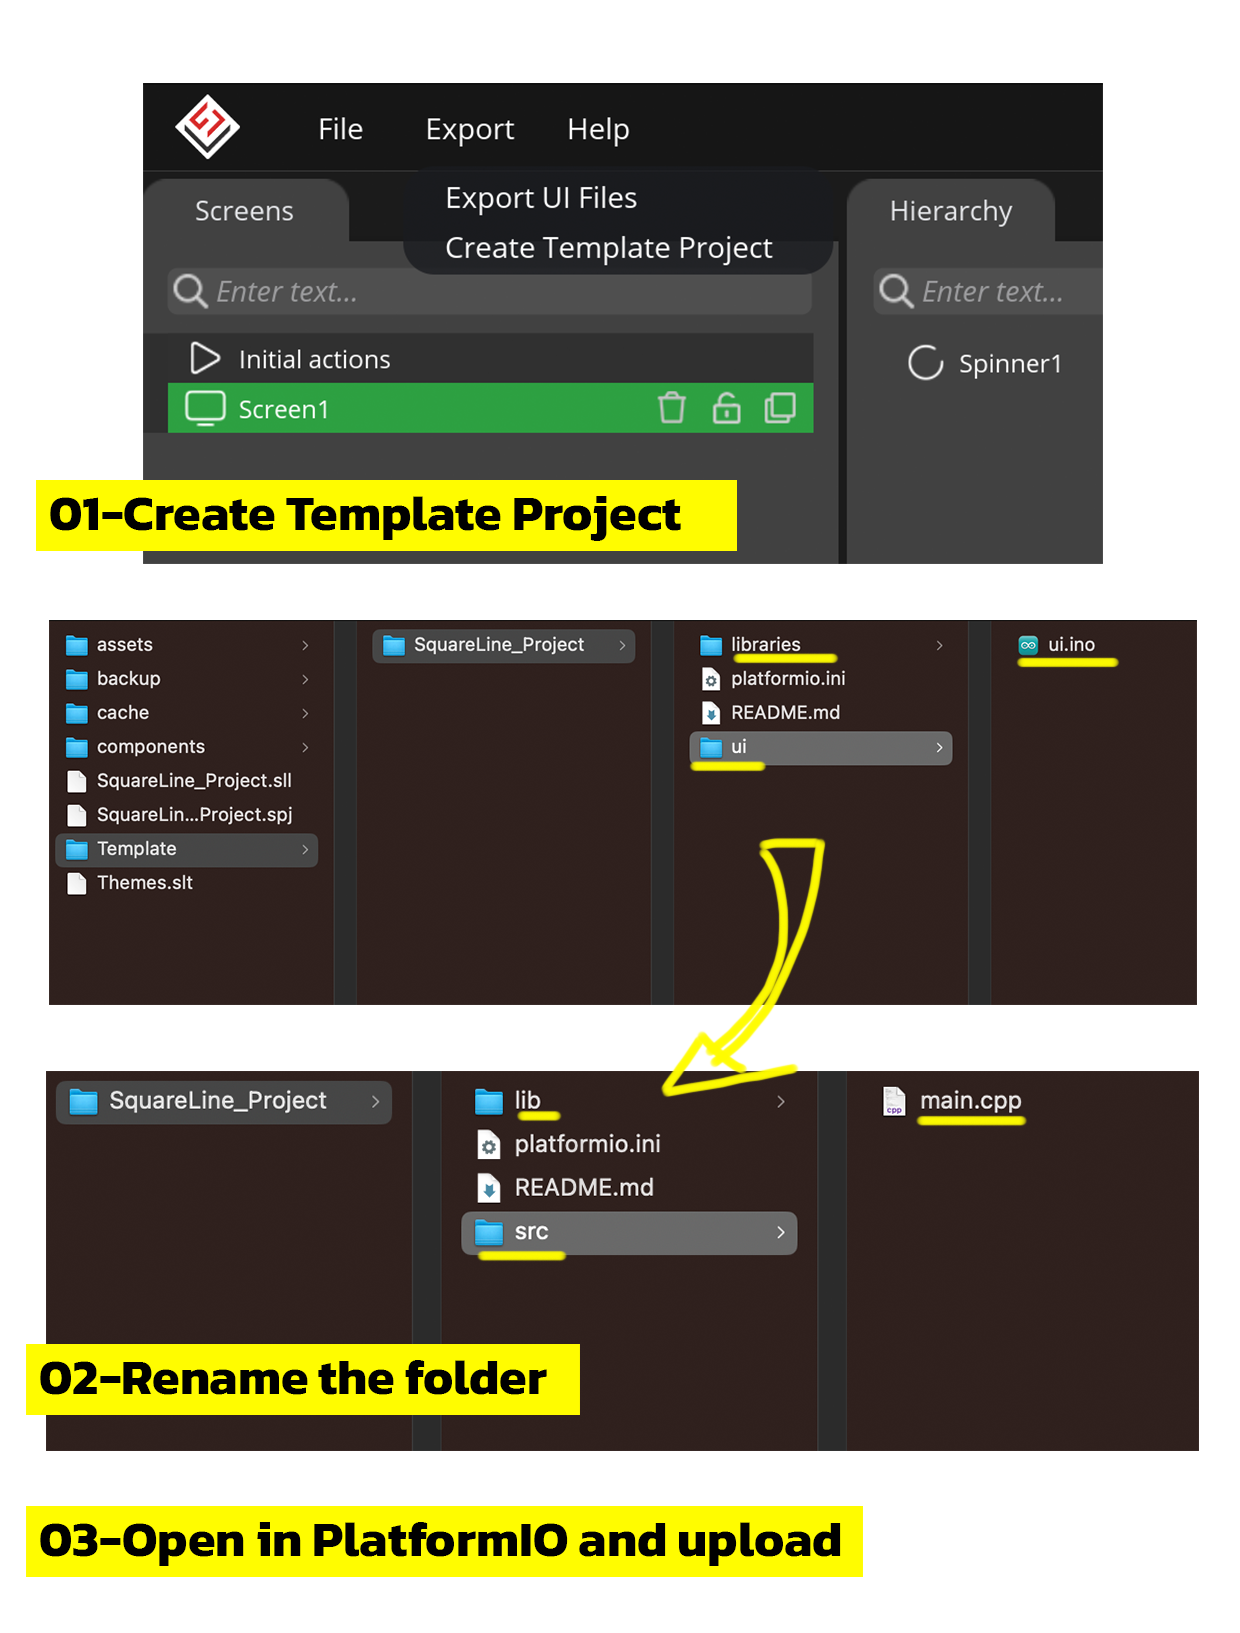 File Export Help
Export UI Files
Create Template Project
Screens
Hierarchy
Enter text...
Enter text...
Initial actions
Screen1
Spinner1
01-Create Template Project
assets
backup
cache
components
SquareLine_Project.sll
SquareLin...Project.spj
Template
Themes.slt
SquareLine_Project
libraries
platformio.ini
README.md
ui
ui.ino
SquareLine_Project
lib
platformio.ini
README.md
src
main.cpp
02-Rename the folder
03-Open in PlatformIO and upload